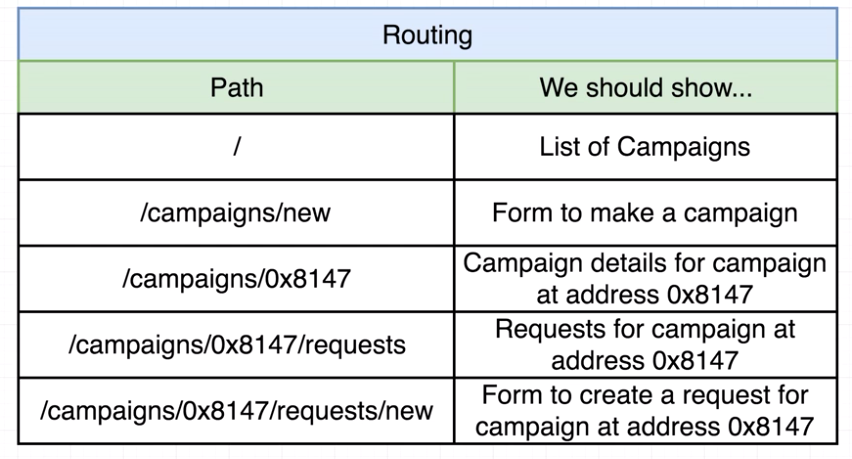 Routing
Path
We should show...
/
List of Campaigns
/campaigns/new
Form to make a campaign
/campaigns/0x8147
Campaign details for campaign
at address 0x8147
/campaigns/0x8147/requests
Requests for campaign at
address 0x8147
/campaigns/0x8147/requests/new
Form to create a request for
campaign at address 0x8147